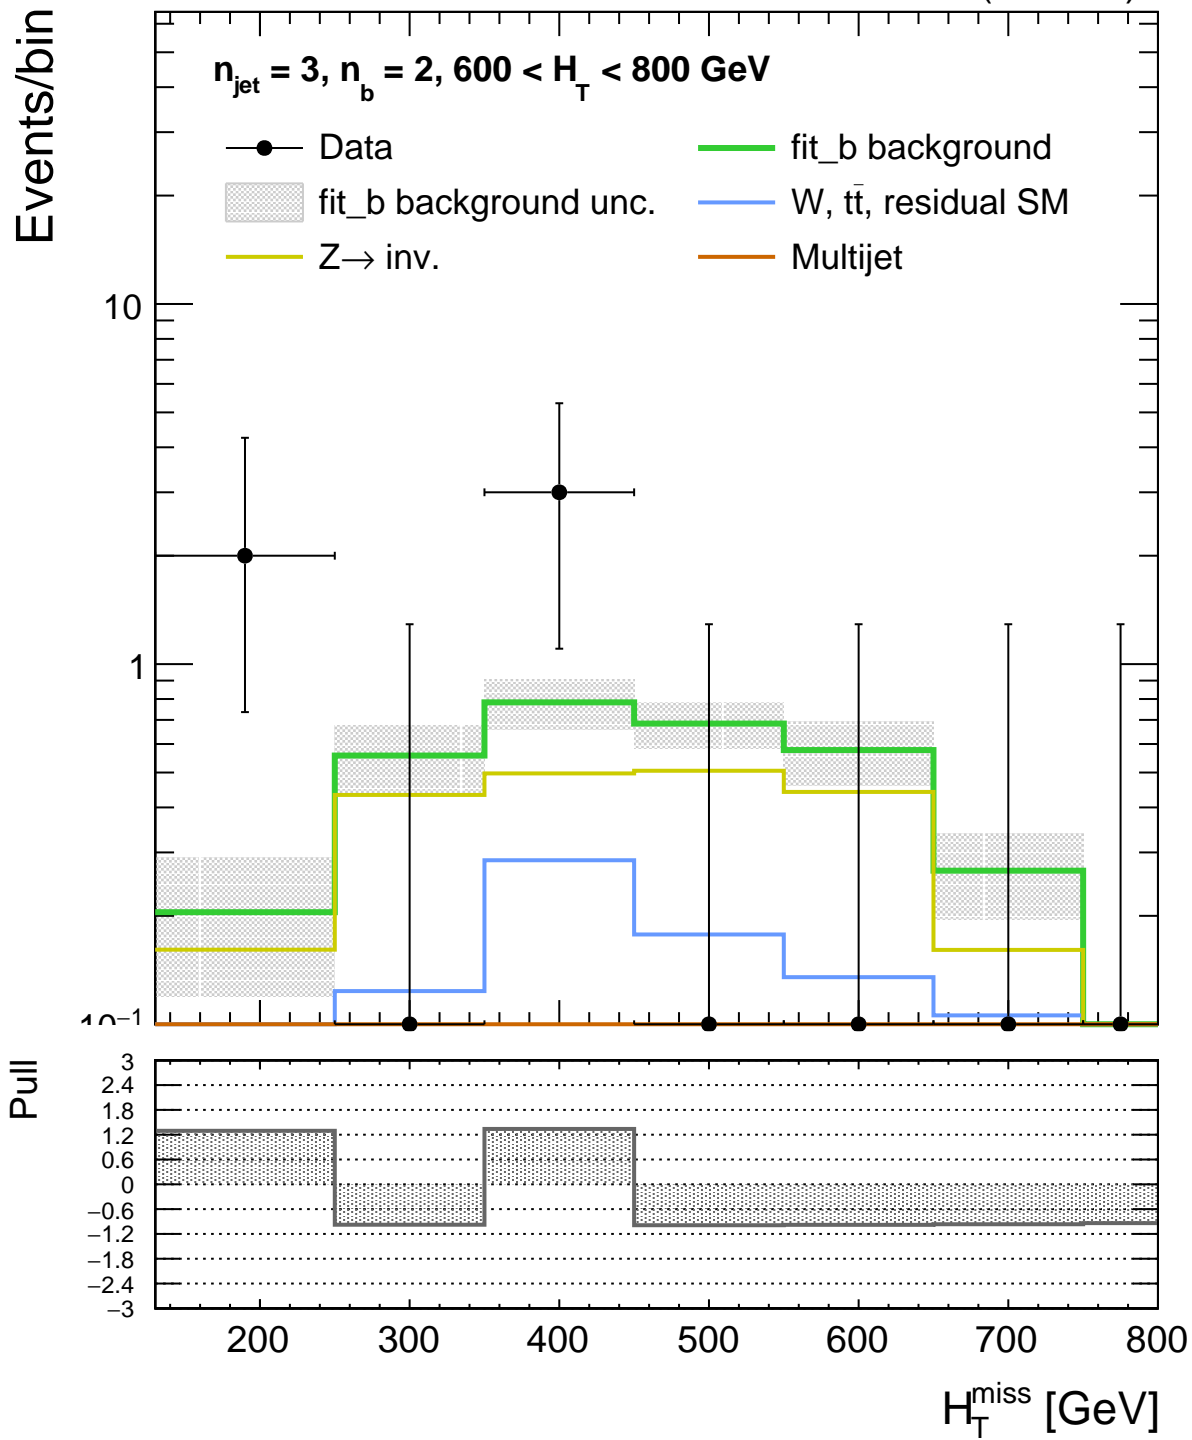 n_jet = 3, n_b = 2, 600 < H_T < 800 GeV
Data
fit_b background
fit_b background unc.
W, tt̄, residual SM
Z→ inv.
Multijet
Events/bin
10
1
10⁻¹
Pull
3
2.4
1.8
1.2
0.6
0
−0.6
−1.2
−1.8
−2.4
−3
200 300 400 500 600 700 800
H_T^miss [GeV]